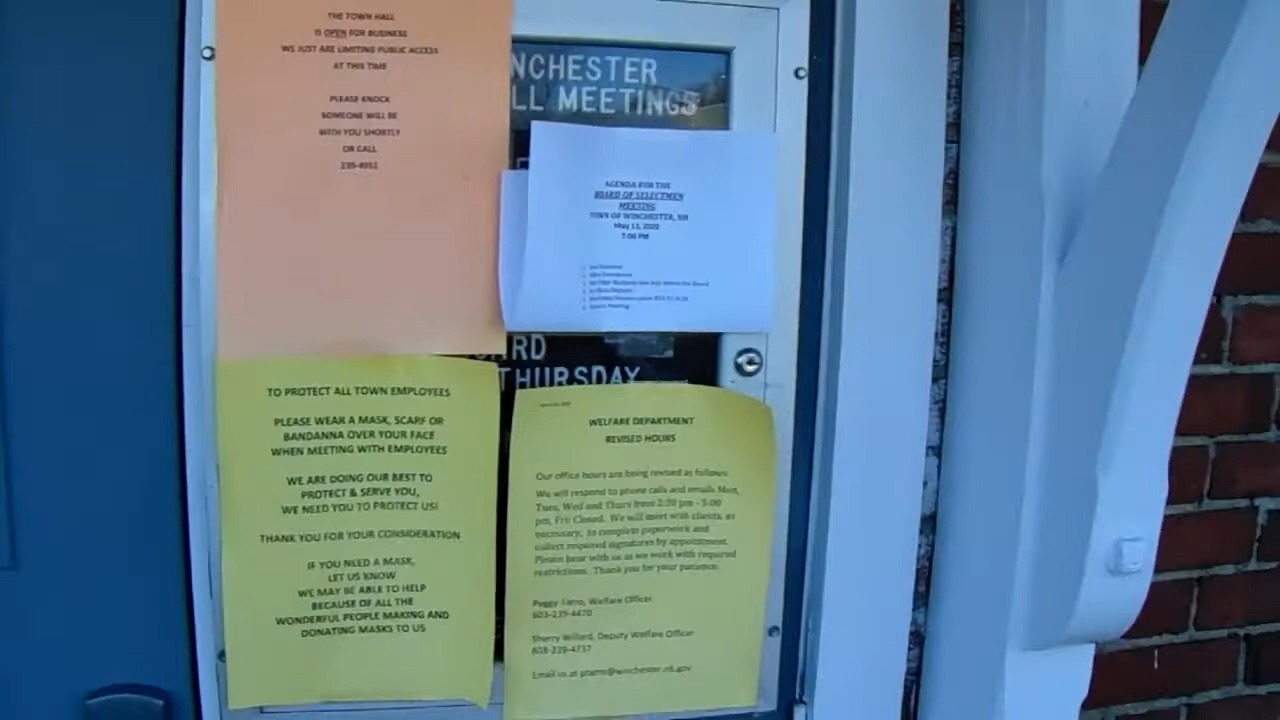 THE TOWN HALL
IS OPEN FOR BUSINESS
WE JUST ARE LIMITING PUBLIC ACCESS
AT THIS TIME
PLEASE KNOCK
SOMEONE WILL BE
WITH YOU SHORTLY
OR CALL
239-4951
NCHESTER
LL MEETINGS
AGENDA FOR THE
BOARD OF SELECTMEN
MEETING
TOWN OF WINCHESTER, NH
May 13, 2020
7:00 PM
ARD
THURSDAY
TO PROTECT ALL TOWN EMPLOYEES
PLEASE WEAR A MASK, SCARF OR
BANDANNA OVER YOUR FACE
WHEN MEETING WITH EMPLOYEES
WE ARE DOING OUR BEST TO
PROTECT & SERVE YOU,
WE NEED YOU TO PROTECT US!
THANK YOU FOR YOUR CONSIDERATION
IF YOU NEED A MASK,
LET US KNOW
WE MAY BE ABLE TO HELP
BECAUSE OF ALL THE
WONDERFUL PEOPLE MAKING AND
DONATING MASKS TO US
WELFARE DEPARTMENT
REVISED HOURS
Our office hours are being revised as follows:
We will respond to phone calls and emails Mon,
Tues, Wed and Thurs from 2:30 pm - 5:00
pm, Fri: Closed. We will meet with clients, as
necessary, to complete paperwork and
collect required signatures by appointment.
Please bear with us as we work with required
restrictions. Thank you for your patience.
Peggy Welfare Officer
603-239-4470
Sherry Willard, Deputy Welfare Officer
603-239-4737
Email us at